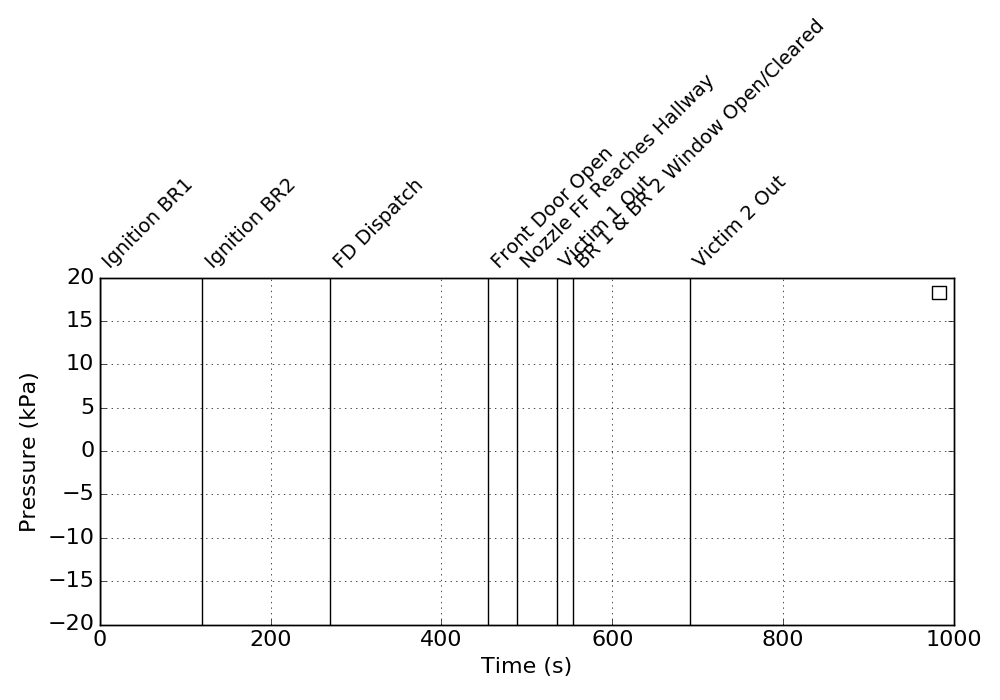 Ignition BR1
Ignition BR2
FD Dispatch
Front Door Open
Nozzle FF Reaches Hallway
Victim 1 Out
BR 1 & BR 2 Window Open/Cleared
Victim 2 Out
20
15
10
5
0
−5
−10
−15
−20
Pressure (kPa)
0 200 400 600 800 1000
Time (s)